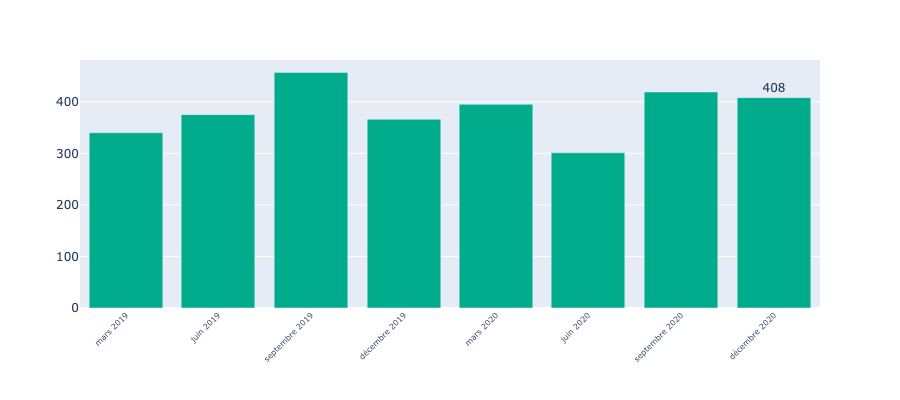 408
400
300
200
100
0
mars 2019
juin 2019
septembre 2019
décembre 2019
mars 2020
juin 2020
septembre 2020
décembre 2020